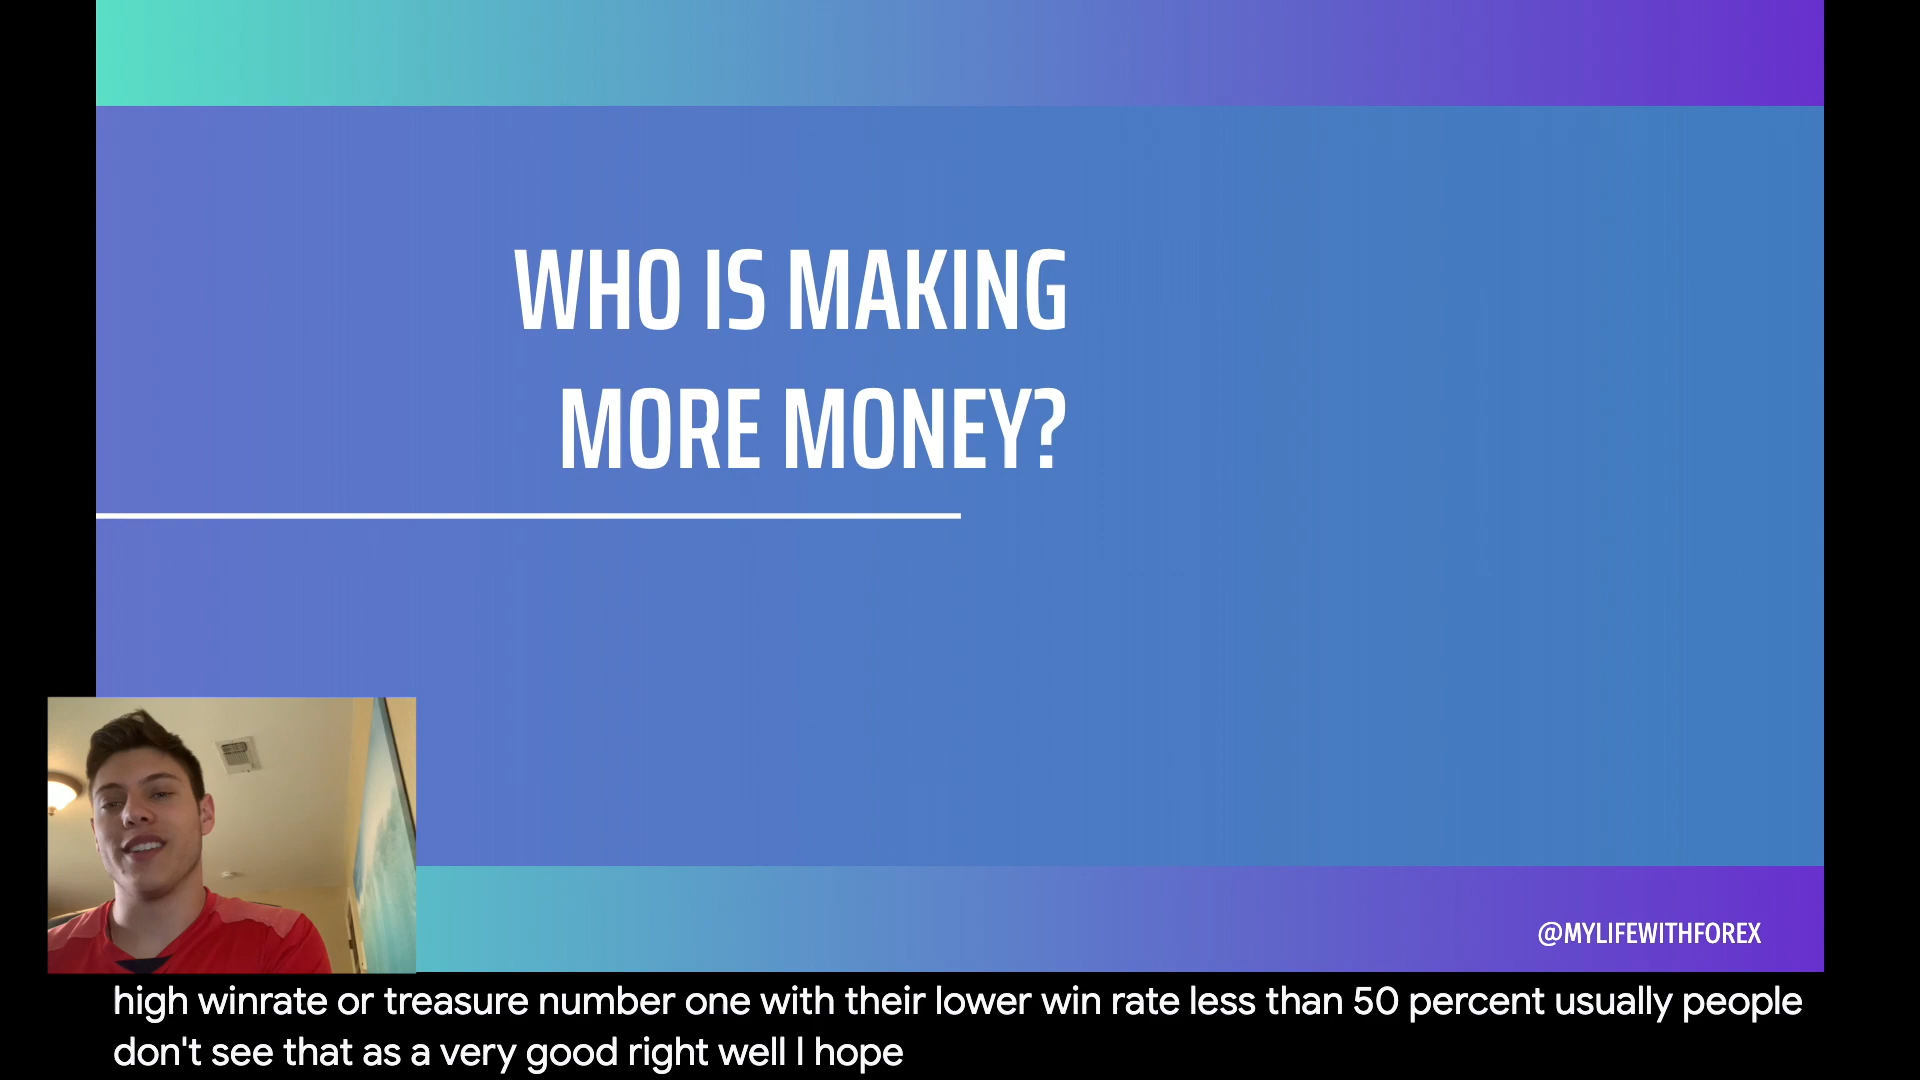 WHO IS MAKING
MORE MONEY?
@MYLIFEWITHFOREX
high winrate or treasure number one with their lower win rate less than 50 percent usually people
don't see that as a very good right well I hope